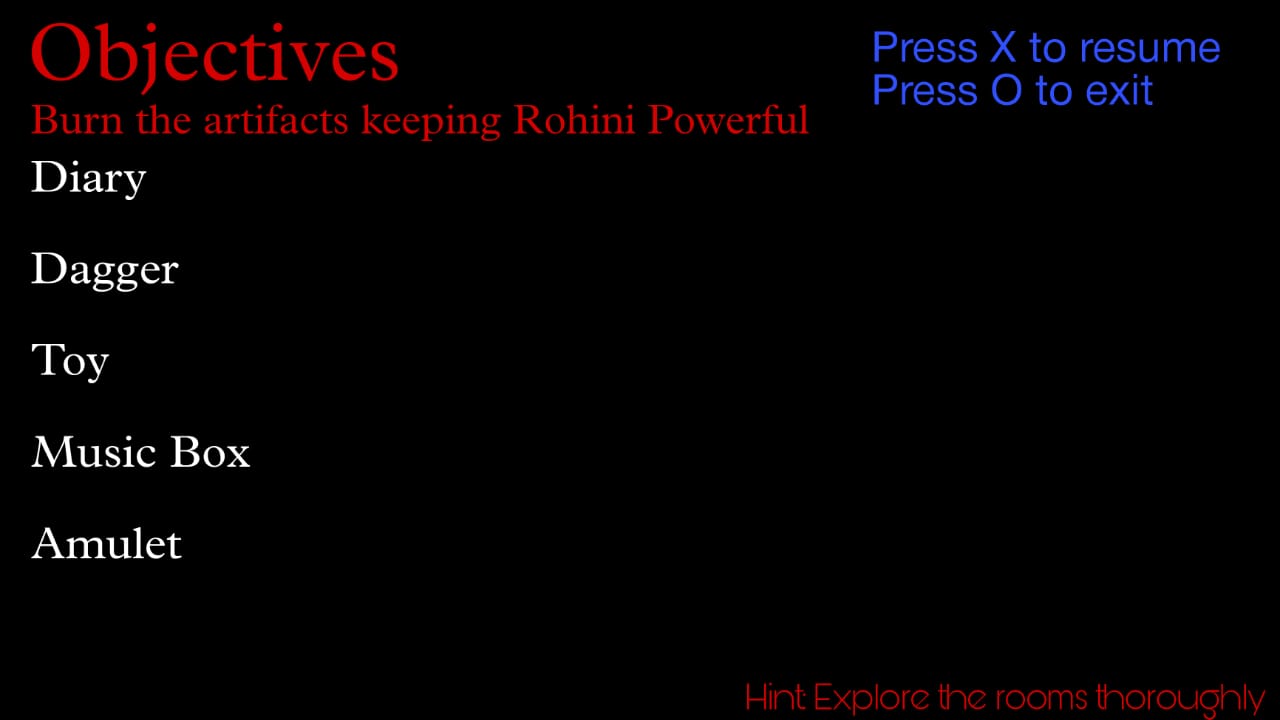 Objectives
Press X to resume
Press O to exit
Burn the artifacts keeping Rohini Powerful
Diary
Dagger
Toy
Music Box
Amulet
Hint: Explore the rooms thoroughly